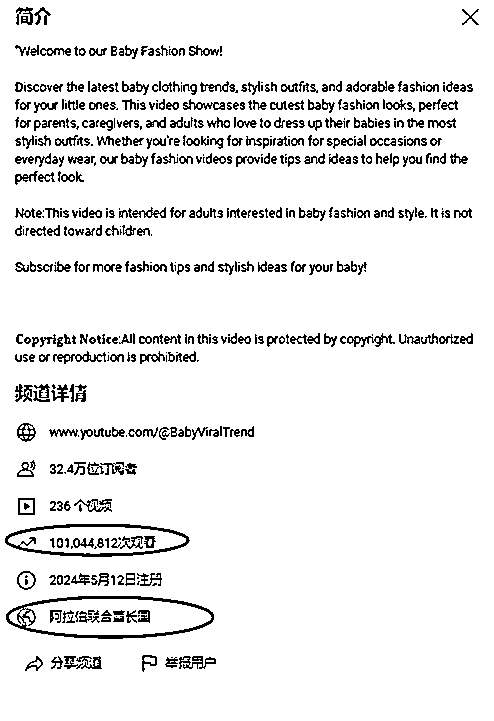 简介
"Welcome to our Baby Fashion Show!
Discover the latest baby clothing trends, stylish outfits, and adorable fashion ideas
for your little ones. This video showcases the cutest baby fashion looks, perfect
for parents, caregivers, and adults who love to dress up their babies in the most
stylish outfits. Whether you're looking for inspiration for special occasions or
everyday wear, our baby fashion videos provide tips and ideas to help you find the
perfect look.
Note:This video is intended for adults interested in baby fashion and style. It is not
directed toward children.
Subscribe for more fashion tips and stylish ideas for your baby!
Copyright Notice:All content in this video is protected by copyright. Unauthorized
use or reproduction is prohibited.
频道详情
www.youtube.com/@BabyViralTrend
32.4万位订阅者
236 个视频
101,044,812次观看
2024年5月12日注册
阿拉伯联合酋长国
分享频道 举报用户